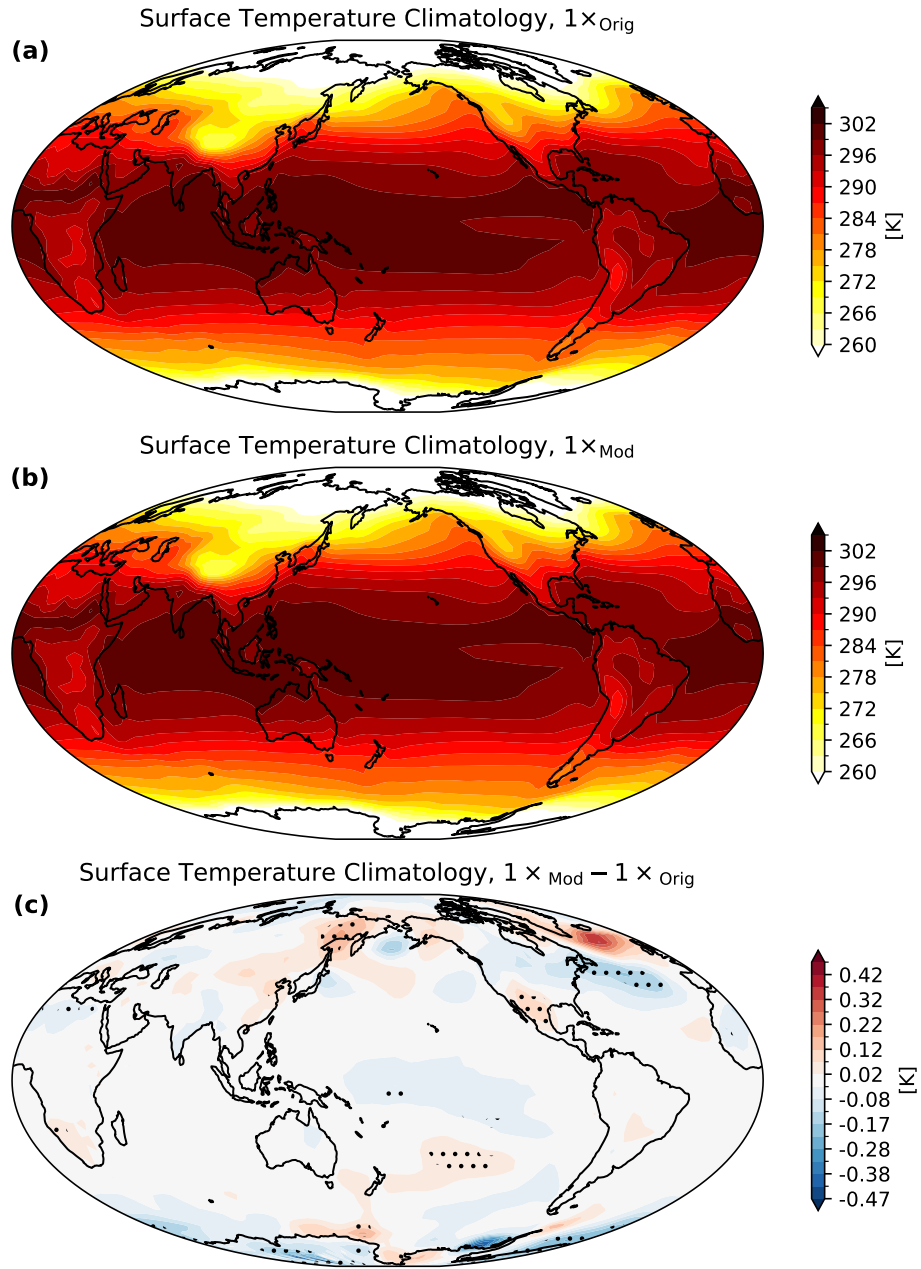 Surface Temperature Climatology, 1×Orig
(a)
302
296
290
284
278
272
266
260
[K]
Surface Temperature Climatology, 1×Mod
(b)
302
296
290
284
278
272
266
260
[K]
Surface Temperature Climatology, 1 × Mod − 1 × Orig
(c)
0.42
0.32
0.22
0.12
0.02
-0.08
-0.17
-0.28
-0.38
-0.47
[K]